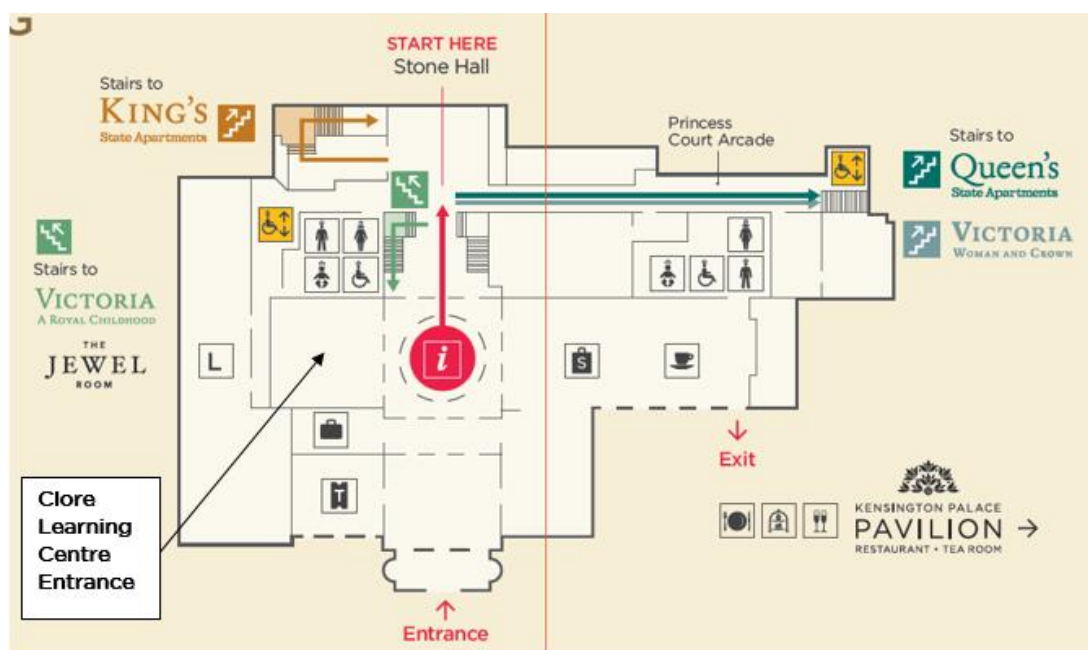 G
START HERE
Stone Hall
Stairs to
KING'S
State Apartments
Princess
Court Arcade
Stairs to
QUEEN'S
State Apartments
VICTORIA
WOMAN AND CROWN
Stairs to
VICTORIA
A ROYAL CHILDHOOD
THE
JEWEL
ROOM
L
i
S
T
Clore
Learning
Centre
Entrance
Exit
KENSINGTON PALACE
PAVILION
RESTAURANT • TEA ROOM
Entrance